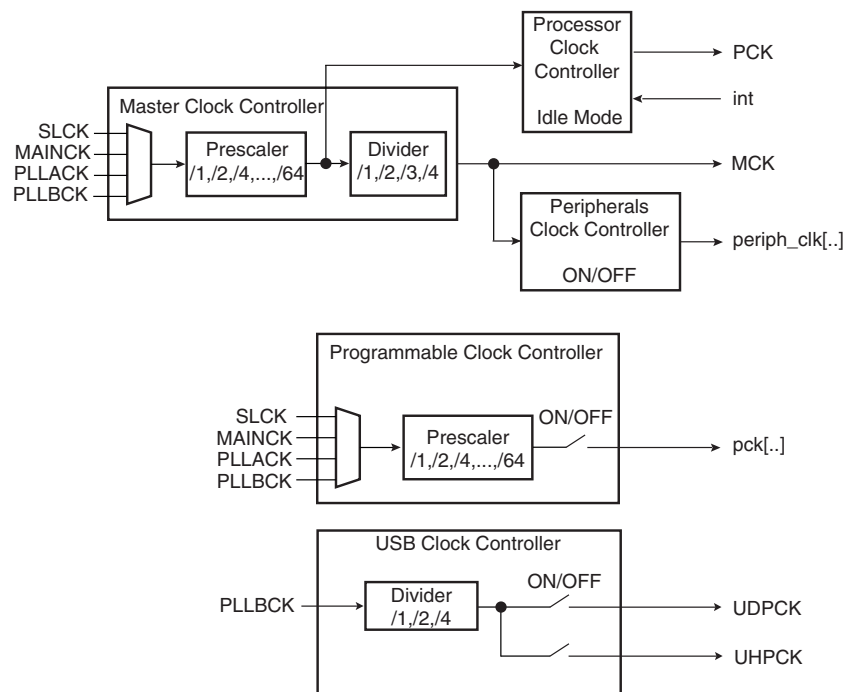 Processor
Clock
Controller
Idle Mode
PCK
int
Master Clock Controller
SLCK
MAINCK
PLLACK
PLLBCK
Prescaler
/1,/2,/4,...,/64
Divider
/1,/2,/3,/4
MCK
Peripherals
Clock Controller
ON/OFF
periph_clk[..]
Programmable Clock Controller
SLCK
MAINCK
PLLACK
PLLBCK
Prescaler
/1,/2,/4,...,/64
ON/OFF
pck[..]
USB Clock Controller
PLLBCK
Divider
/1,/2,/4
ON/OFF
UDPCK
UHPCK